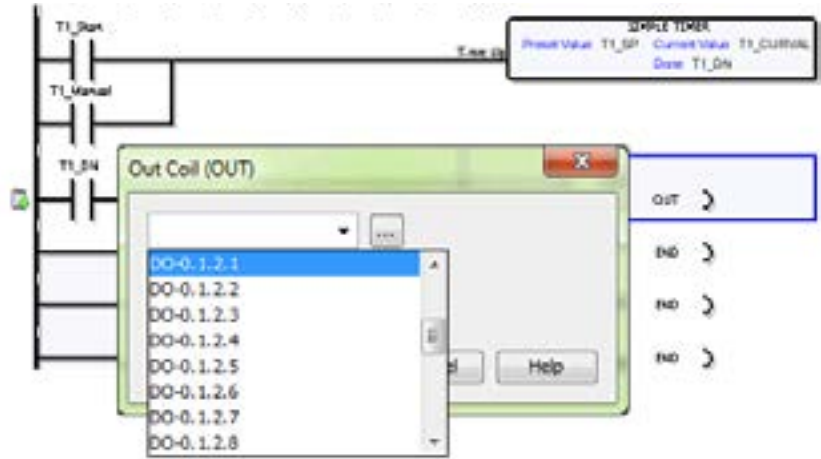 T1_Start
SIMPLE TIMER
Preset Value T1_SP Current Value T1_CURVAL
Done T1_DN
T1_Manual
T1_DN
Out Coil (OUT)
...
DO-0.1.2.1
DO-0.1.2.2
DO-0.1.2.3
DO-0.1.2.4
DO-0.1.2.5
DO-0.1.2.6
DO-0.1.2.7
DO-0.1.2.8
el
Help
OUT
END
END
END